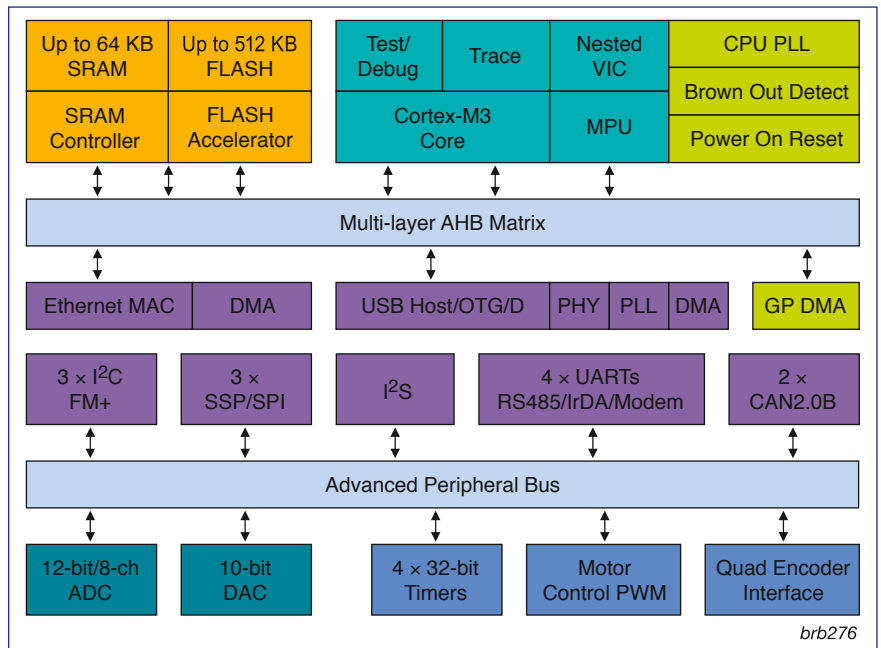 Up to 64 KB
SRAM
Up to 512 KB
FLASH
Test/
Debug
Trace
Nested
VIC
CPU PLL
Brown Out Detect
Power On Reset
SRAM
Controller
FLASH
Accelerator
Cortex-M3
Core
MPU
Multi-layer AHB Matrix
Ethernet MAC
DMA
USB Host/OTG/D
PHY
PLL
DMA
GP DMA
3 × I²C
FM+
3 ×
SSP/SPI
I²S
4 × UARTs
RS485/IrDA/Modem
2 ×
CAN2.0B
Advanced Peripheral Bus
12-bit/8-ch
ADC
10-bit
DAC
4 × 32-bit
Timers
Motor
Control PWM
Quad Encoder
Interface
brb276